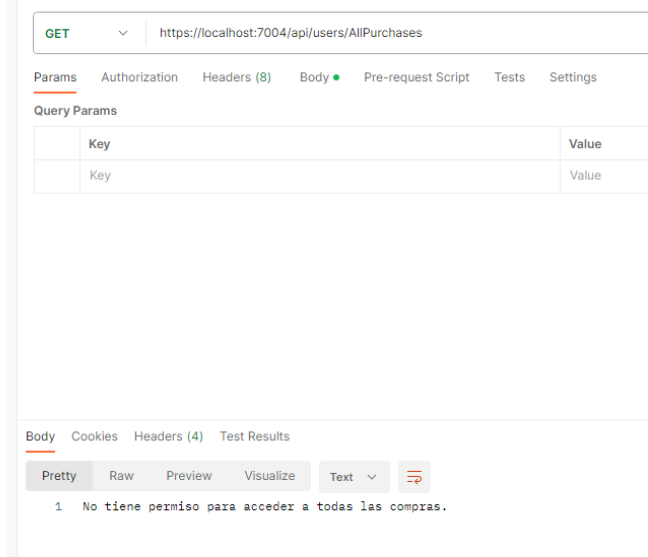 GET https://localhost:7004/api/users/AllPurchases
Params Authorization Headers (8) Body Pre-request Script Tests Settings
Query Params
Key Value
Key Value
Body Cookies Headers (4) Test Results
Pretty Raw Preview Visualize Text
1 No tiene permiso para acceder a todas las compras.